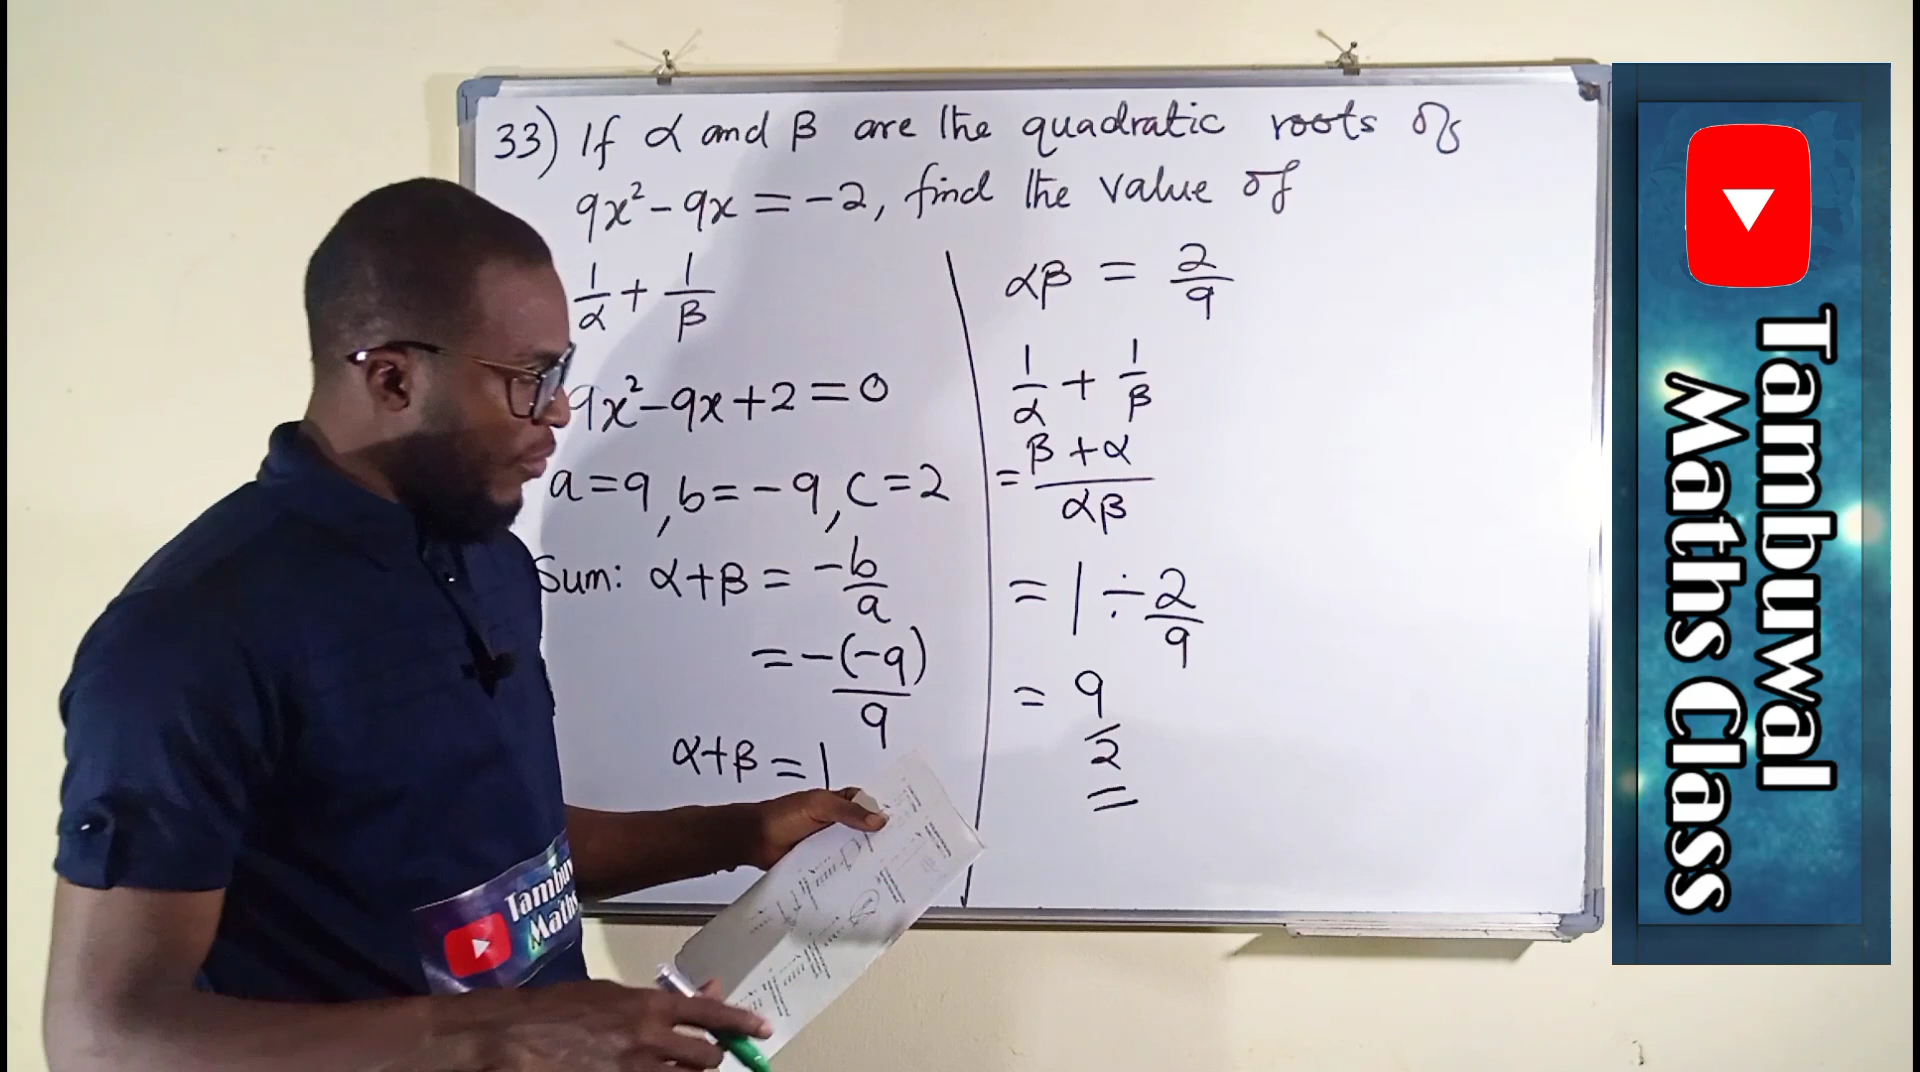 33) If α and β are the quadratic roots of
9x² - 9x = -2, find the value of
1/α + 1/β
9x² - 9x + 2 = 0
a = 9, b = -9, c = 2
Sum: α + β = -b/a
= -(-9)/9
α + β = 1
αβ = 2/9
1/α + 1/β
= β + α/αβ
= 1 ÷ 2/9
= 9/2
Tambuwal
Maths Class
Maths